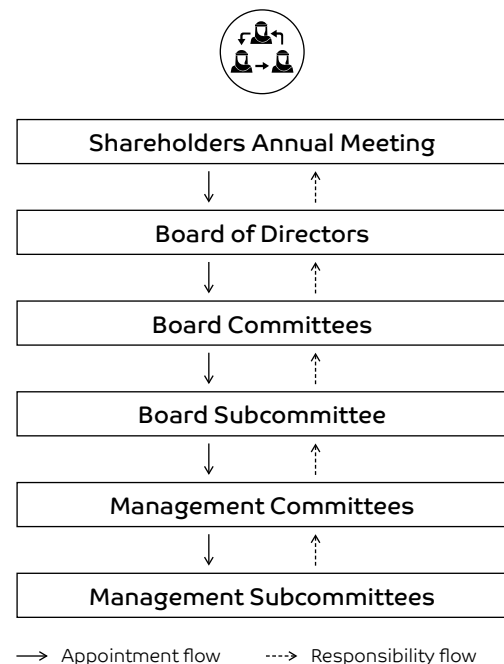 Shareholders Annual Meeting
Board of Directors
Board Committees
Board Subcommittee
Management Committees
Management Subcommittees
Appointment flow Responsibility flow